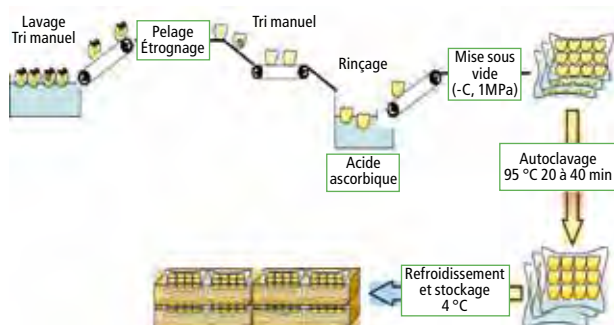 Lavage
Tri manuel
Pelage
Étrognage
Tri manuel
Rinçage
Acide
ascorbique
Mise sous
vide
(-C, 1MPa)
Autoclavage
95 °C 20 à 40 min
Refroidissement
et stockage
4 °C